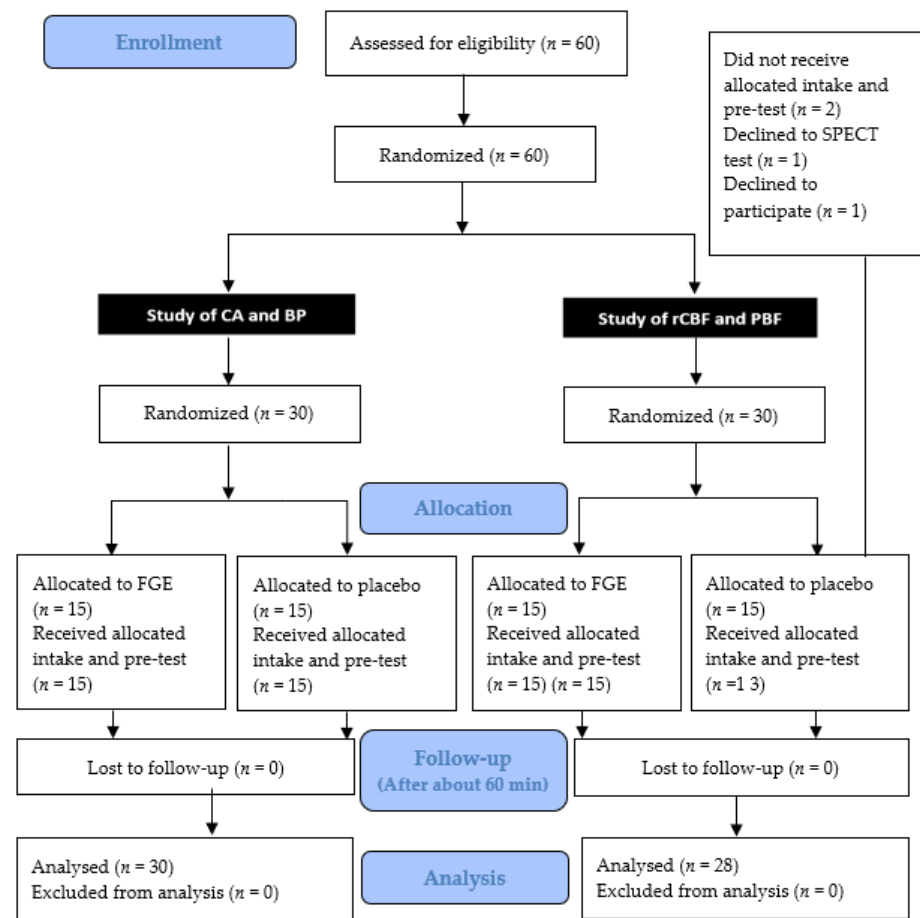 Enrollment
Assessed for eligibility (n = 60)
Did not receive
allocated intake and
pre-test (n = 2)
Declined to SPECT
test (n = 1)
Declined to
participate (n = 1)
Randomized (n = 60)
Study of CA and BP
Study of rCBF and PBF
Randomized (n = 30)
Randomized (n = 30)
Allocation
Allocated to FGE
(n = 15)
Received allocated
intake and pre-test
(n = 15)
Allocated to placebo
(n = 15)
Received allocated
intake and pre-test
(n = 15)
Allocated to FGE
(n = 15)
Received allocated
intake and pre-test
(n = 15) (n = 15)
Allocated to placebo
(n = 15)
Received allocated
intake and pre-test
(n =1 3)
Lost to follow-up (n = 0)
Follow-up
(After about 60 min)
Lost to follow-up (n = 0)
Analysed (n = 30)
Excluded from analysis (n = 0)
Analysis
Analysed (n = 28)
Excluded from analysis (n = 0)